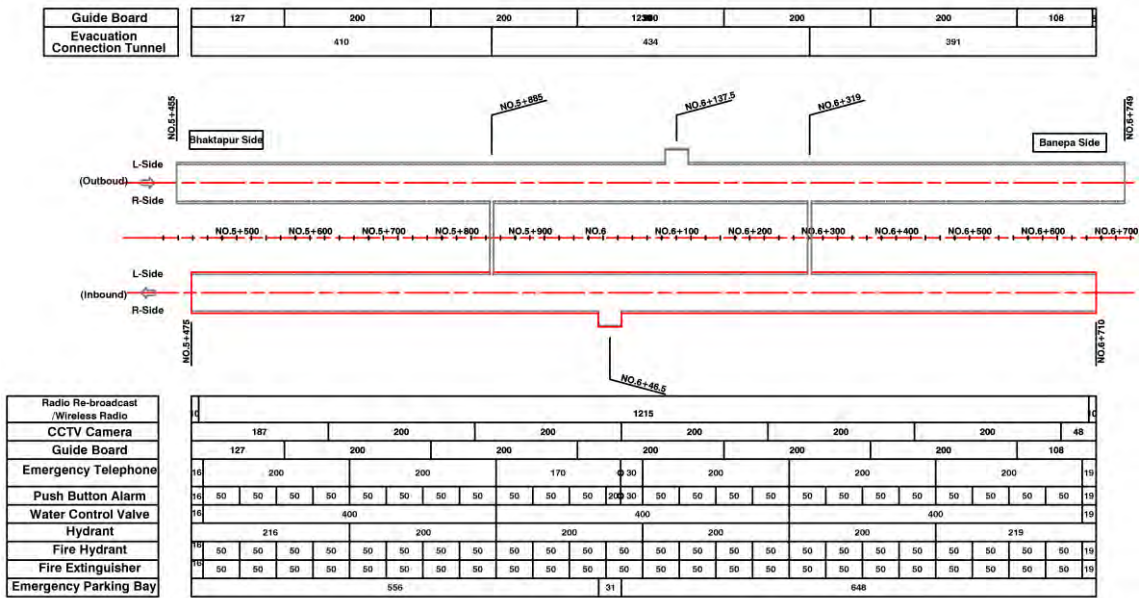 Guide Board 127 200 200 200 200 106
Evacuation
Connection Tunnel 410 434 391
NO.5+455
NO.5+885
NO.6+137.5
NO.6+319
NO.6+749
Bhaktapur Side
Banepa Side
L-Side
(Outboud)
R-Side
NO.5+500 NO.5+600 NO.5+700 NO.5+800 NO.5+900 NO.6 NO.6+100 NO.6+200 NO.6+300 NO.6+400 NO.6+500 NO.6+600 NO.6+700
L-Side
(Inbound)
R-Side
NO.5+475
NO.6+710
NO.6+46.5
Radio Re-broadcast
/Wireless Radio 10 1215 10
CCTV Camera 187 200 200 200 200 200 48
Guide Board 127 200 200 200 200 200 108
Emergency Telephone 16 200 200 170 30 200 200 200 19
Push Button Alarm 16 50 50 50 50 50 50 50 50 50 50 50 20 30 50 50 50 50 50 50 50 50 50 50 50 50 19
Water Control Valve 16 400 400 400 19
Hydrant 216 200 200 200 200 219
Fire Hydrant 16 50 50 50 50 50 50 50 50 50 50 50 50 50 50 50 50 50 50 50 50 50 50 50 50 19
Fire Extinguisher 16 50 50 50 50 50 50 50 50 50 50 50 50 50 50 50 50 50 50 50 50 50 50 50 50 19
Emergency Parking Bay 556 31 648